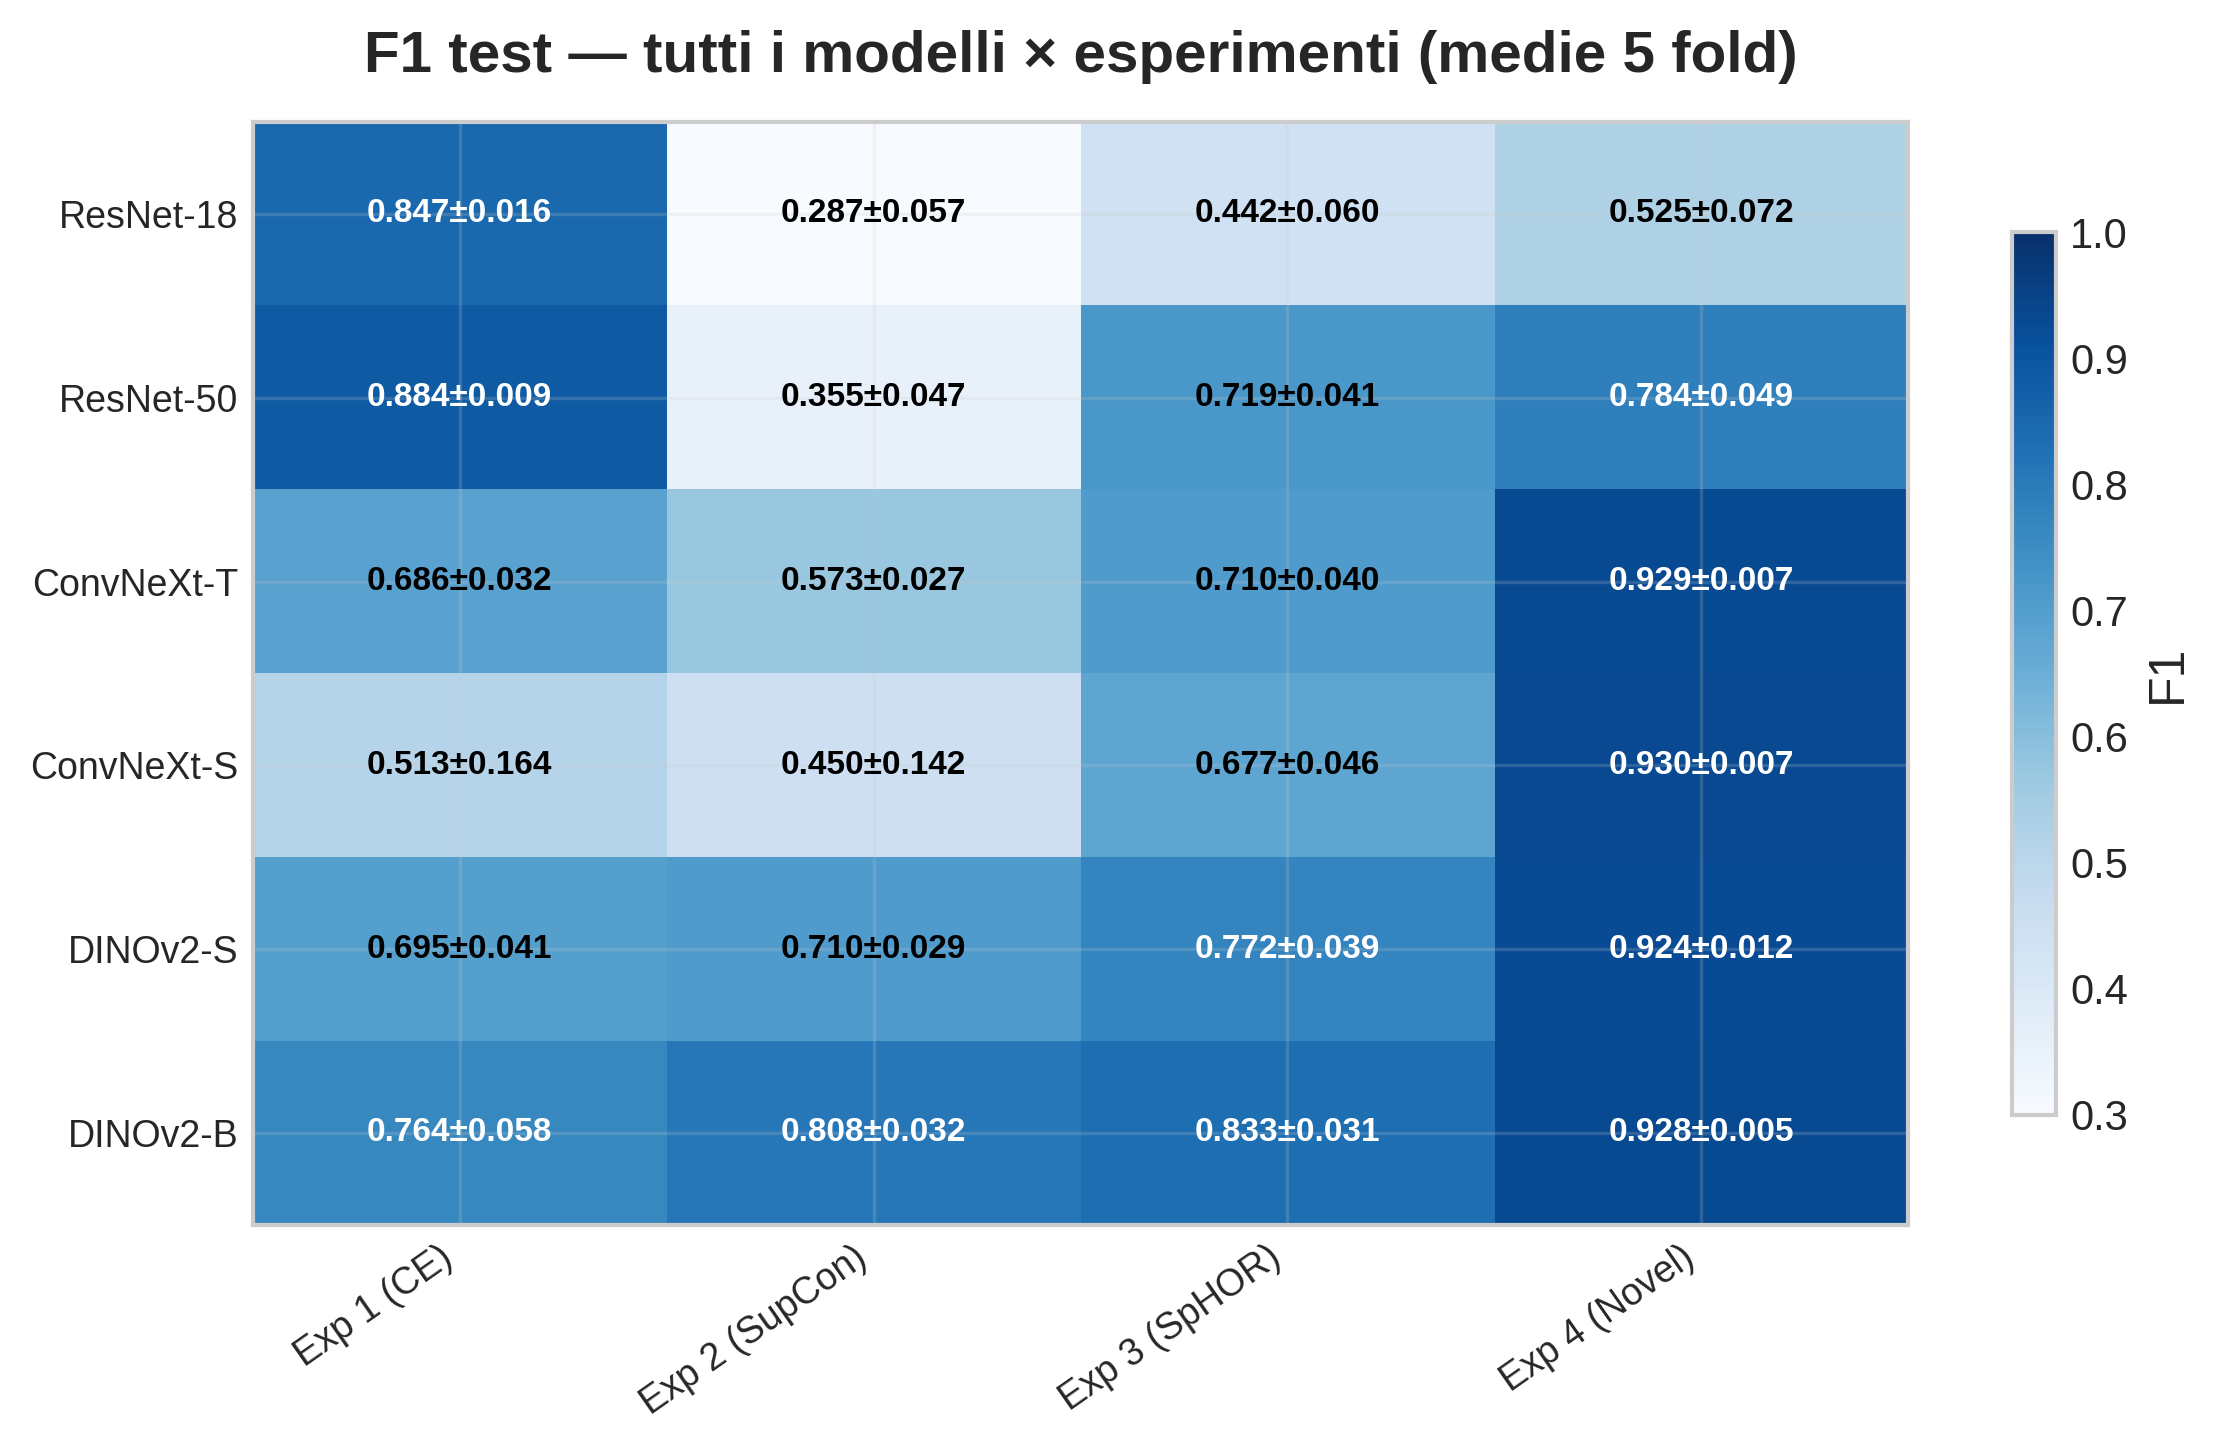 F1 test — tutti i modelli × esperimenti (medie 5 fold)
ResNet-18 0.847±0.016 0.287±0.057 0.442±0.060 0.525±0.072
ResNet-50 0.884±0.009 0.355±0.047 0.719±0.041 0.784±0.049
ConvNeXt-T 0.686±0.032 0.573±0.027 0.710±0.040 0.929±0.007
ConvNeXt-S 0.513±0.164 0.450±0.142 0.677±0.046 0.930±0.007
DINOv2-S 0.695±0.041 0.710±0.029 0.772±0.039 0.924±0.012
DINOv2-B 0.764±0.058 0.808±0.032 0.833±0.031 0.928±0.005
Exp 1 (CE)
Exp 2 (SupCon)
Exp 3 (SpHOR)
Exp 4 (Novel)
1.0
0.9
0.8
0.7
0.6
0.5
0.4
0.3
F1